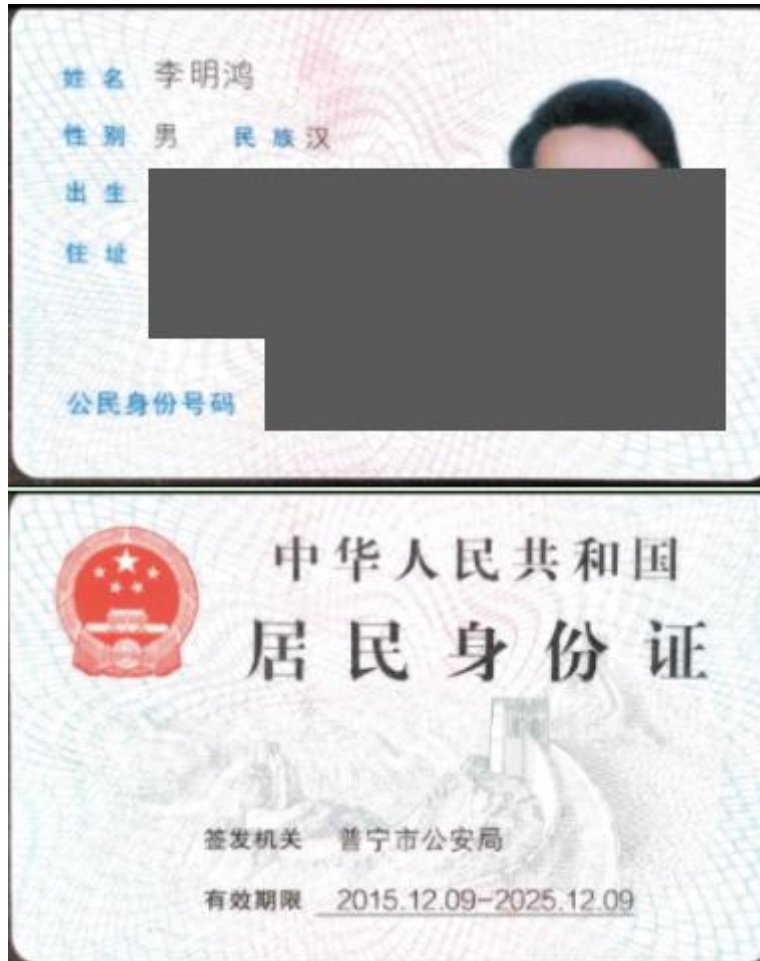 姓名 李明鸿
性别 男 民族 汉
出生
住址
公民身份号码
中华人民共和国
居民身份证
签发机关 普宁市公安局
有效期限 2015.12.09-2025.12.09